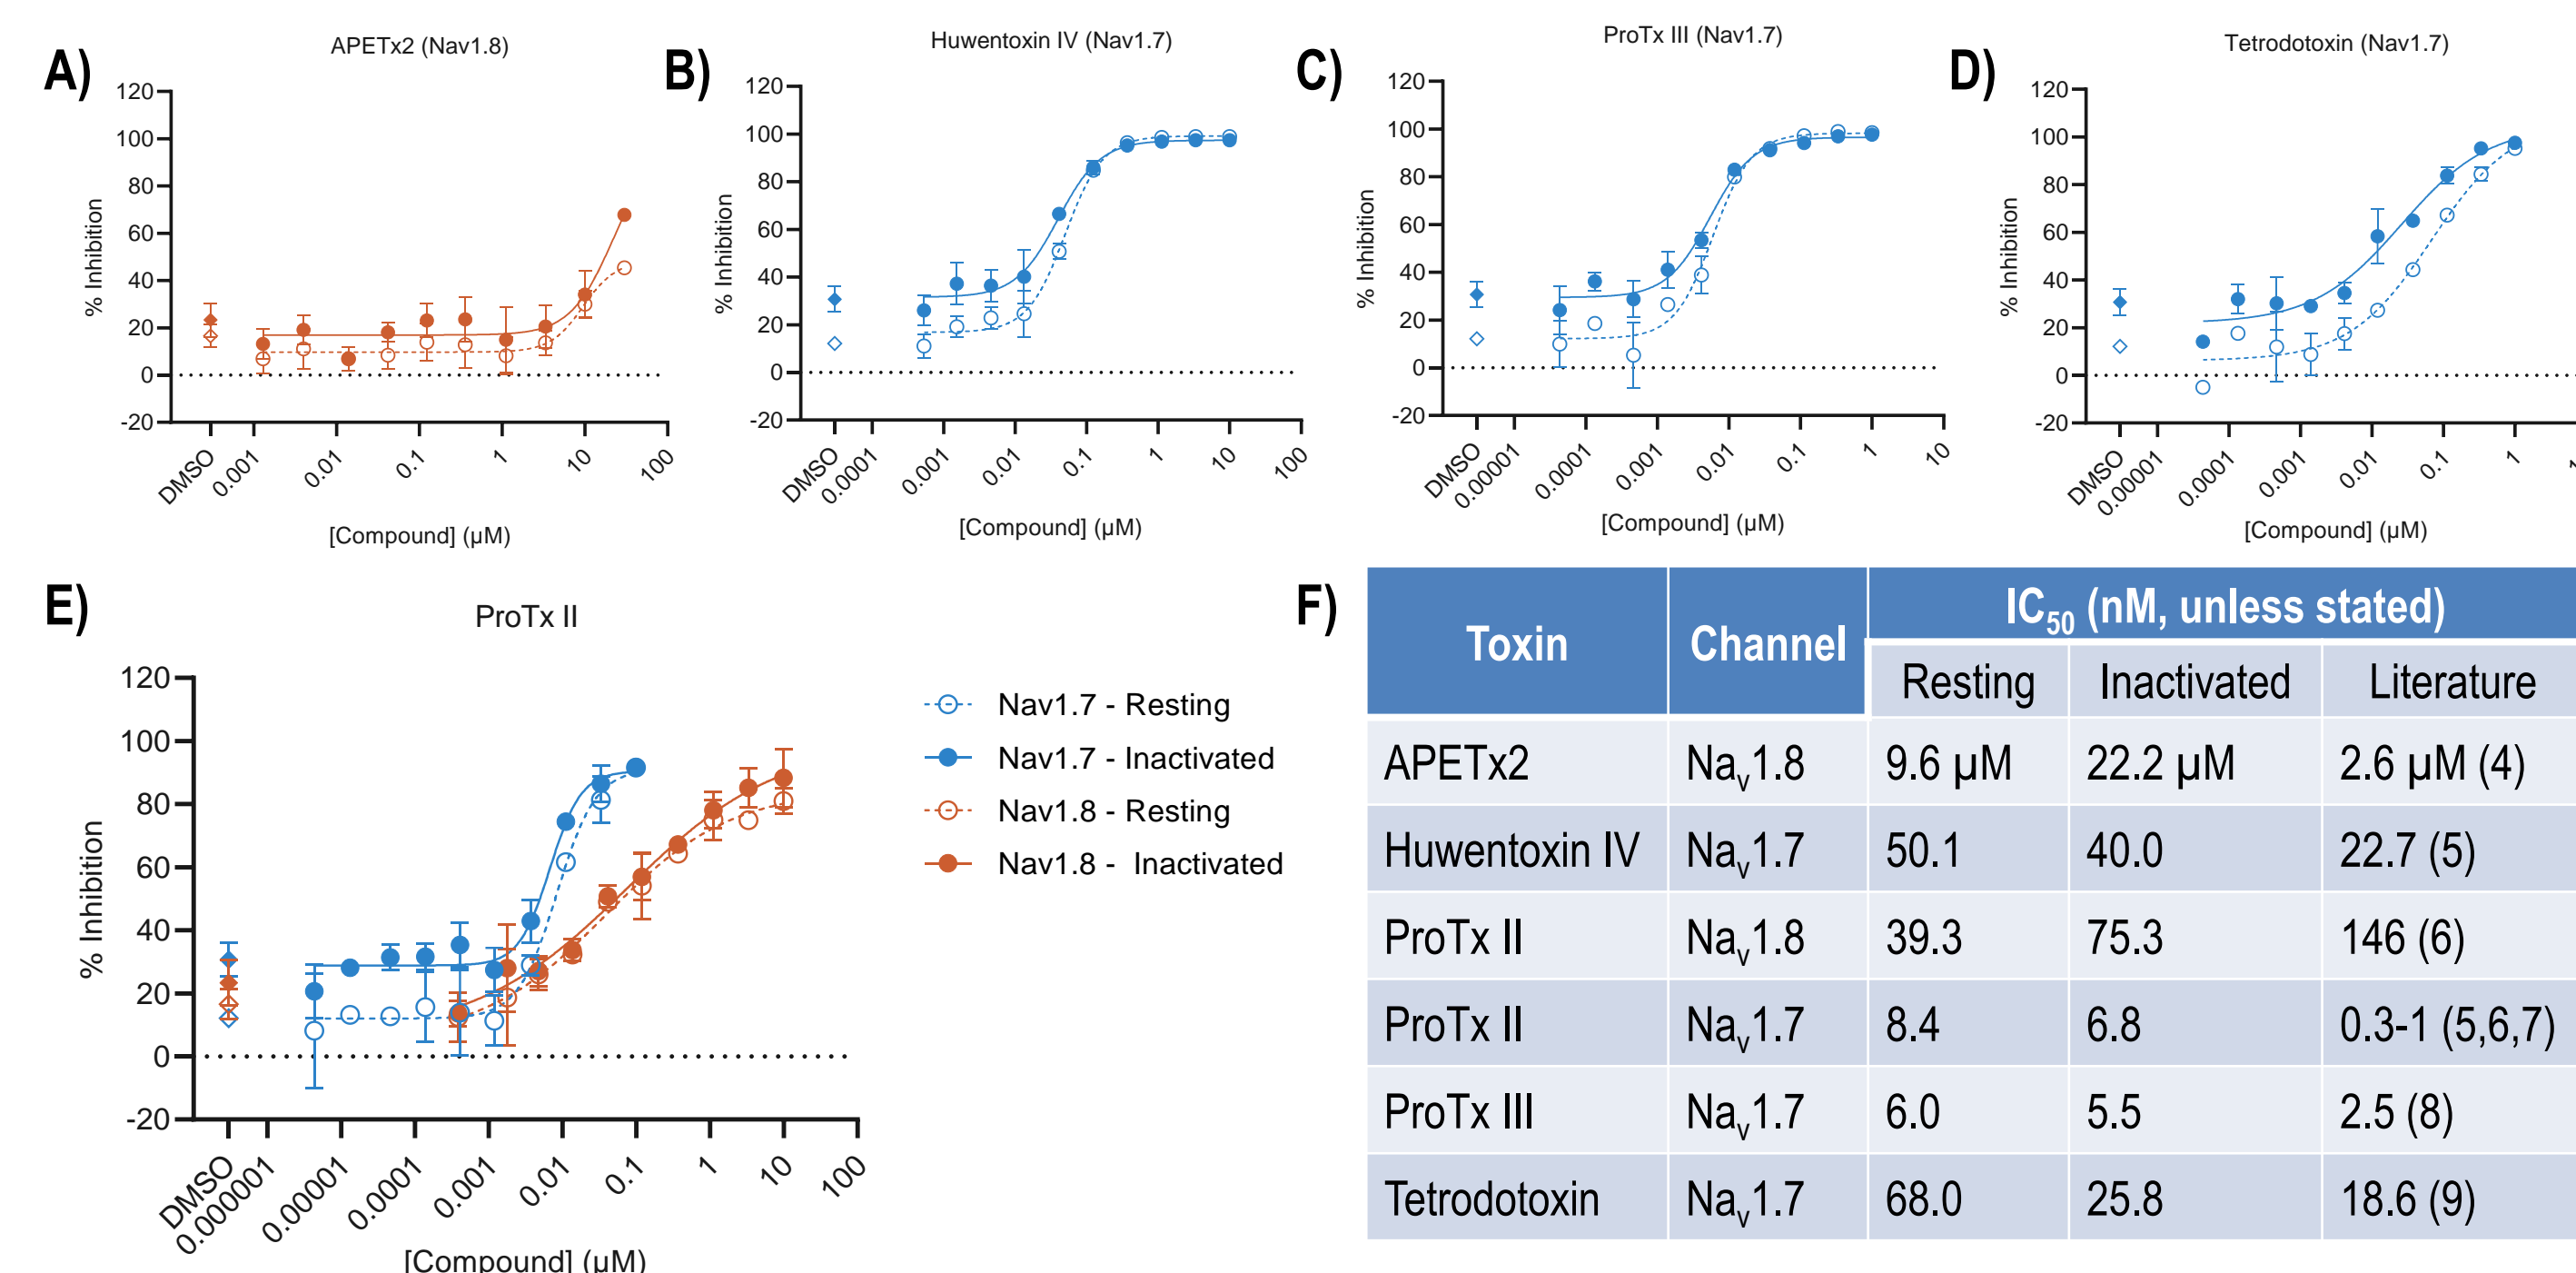 A)
APETx2 (Nav1.8)
120
100
80
60
40
20
0
-20
% Inhibition
DMSO
0.001
0.01
0.1
1
10
100
[Compound] (µM)
B)
Huwentoxin IV (Nav1.7)
120
100
80
60
40
20
0
-20
% Inhibition
DMSO
0.0001
0.001
0.01
0.1
1
10
100
[Compound] (µM)
C)
ProTx III (Nav1.7)
120
100
80
60
40
20
0
-20
% Inhibition
DMSO
0.00001
0.0001
0.001
0.01
0.1
1
10
[Compound] (µM)
D)
Tetrodotoxin (Nav1.7)
120
100
80
60
40
20
0
-20
% Inhibition
DMSO
0.00001
0.0001
0.001
0.01
0.1
1
[Compound] (µM)
E)
ProTx II
120
100
80
60
40
20
0
-20
% Inhibition
DMSO
0.000001
0.00001
0.0001
0.001
0.01
0.1
1
10
100
[Compound] (µM)
Nav1.7 - Resting
Nav1.7 - Inactivated
Nav1.8 - Resting
Nav1.8 - Inactivated
F)
Toxin Channel IC50 (nM, unless stated)
Resting Inactivated Literature
APETx2 Nav1.8 9.6 µM 22.2 µM 2.6 µM (4)
Huwentoxin IV Nav1.7 50.1 40.0 22.7 (5)
ProTx II Nav1.8 39.3 75.3 146 (6)
ProTx II Nav1.7 8.4 6.8 0.3-1 (5,6,7)
ProTx III Nav1.7 6.0 5.5 2.5 (8)
Tetrodotoxin Nav1.7 68.0 25.8 18.6 (9)